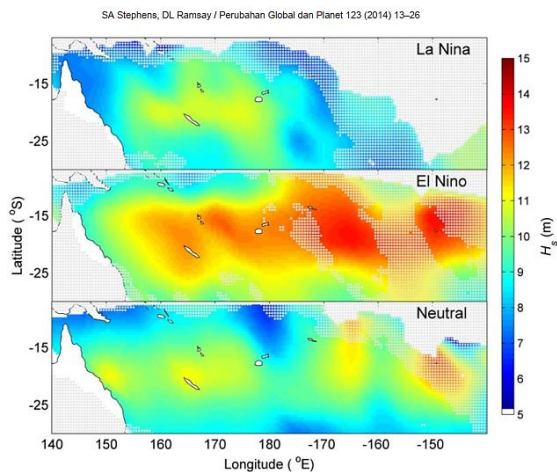 SA Stephens, DL Ramsay / Perubahan Global dan Planet 123 (2014) 13–26
La Nina
-15
-25
El Nino
-15
-25
Neutral
-15
-25
Latitude (°S)
140 150 160 170 180 -170 -160 -150
Longitude ( °E)
15
14
13
12
11
10
9
8
7
6
5
Hs (m)